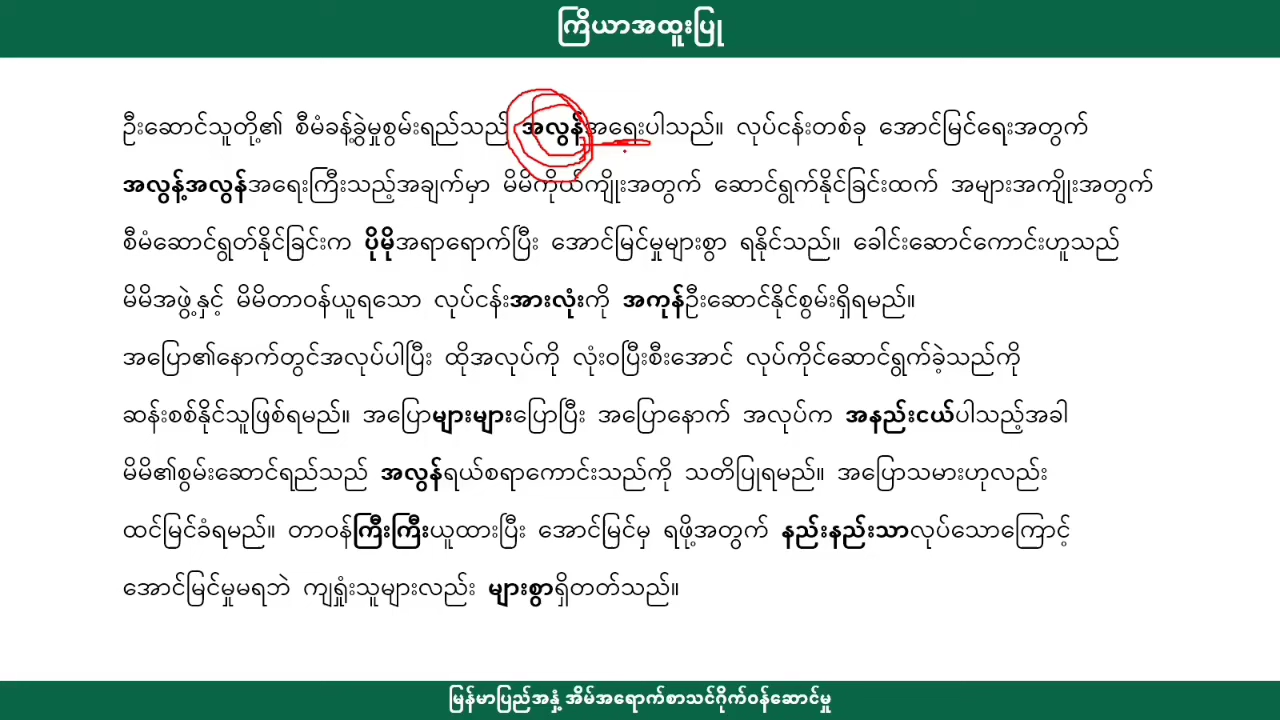 ကြိယာအထူးပြု
ဦးဆောင်သူတို့၏ စီမံခန့်ခွဲမှုစွမ်းရည်သည် အလွန်အရေးပါသည်။ လုပ်ငန်းတစ်ခု အောင်မြင်ရေးအတွက်
အလွန့်အလွန်အရေးကြီးသည့်အချက်မှာ မိမိကိုယ်ကျိုးအတွက် ဆောင်ရွက်နိုင်ခြင်းထက် အများအကျိုးအတွက်
စီမံဆောင်ရွတ်နိုင်ခြင်းက ပိုမိုအရာရောက်ပြီး အောင်မြင်မှုများစွာ ရနိုင်သည်။ ခေါင်းဆောင်ကောင်းဟူသည်
မိမိအဖွဲ့နှင့် မိမိတာဝန်ယူရသော လုပ်ငန်းအားလုံးကို အကုန်ဦးဆောင်နိုင်စွမ်းရှိရမည်။
အပြော၏နောက်တွင်အလုပ်ပါပြီး ထိုအလုပ်ကို လုံးဝပြီးစီးအောင် လုပ်ကိုင်ဆောင်ရွက်ခဲ့သည်ကို
ဆန်းစစ်နိုင်သူဖြစ်ရမည်။ အပြောများများပြောပြီး အပြောနောက် အလုပ်က အနည်းငယ်ပါသည့်အခါ
မိမိ၏စွမ်းဆောင်ရည်သည် အလွန်ရယ်စရာကောင်းသည်ကို သတိပြုရမည်။ အပြောသမားဟုလည်း
ထင်မြင်ခံရမည်။ တာဝန်ကြီးကြီးယူထားပြီး အောင်မြင်မှ ရဖို့အတွက် နည်းနည်းသာလုပ်သောကြောင့်
အောင်မြင်မှုမရဘဲ ကျရှုံးသူများလည်း များစွာရှိတတ်သည်။
မြန်မာပြည်အနှံ့ အိမ်အရောက်စာသင်ဂိုက်ဝန်ဆောင်မှု